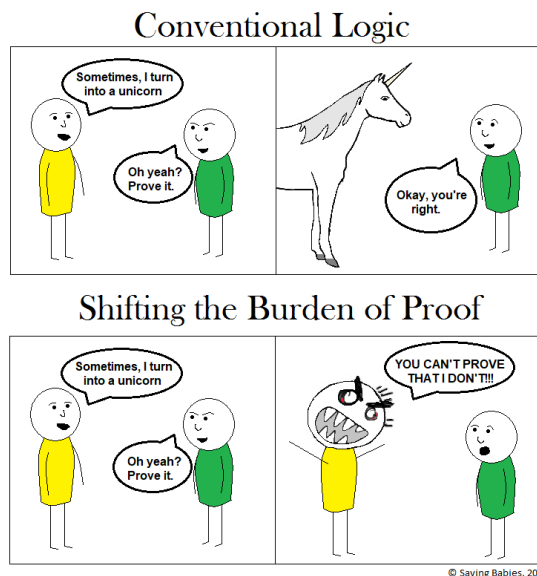 Conventional Logic
Sometimes, I turn
into a unicorn
Oh yeah?
Prove it.
Okay, you're
right.
Shifting the Burden of Proof
Sometimes, I turn
into a unicorn
Oh yeah?
Prove it.
YOU CAN'T PROVE
THAT I DON'T!!!
© Saving Babies, 20